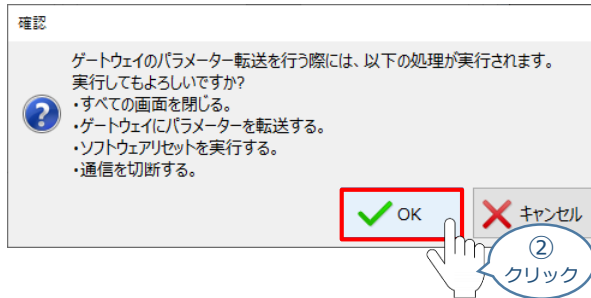 確認
ゲートウェイのパラメーター転送を行う際には、以下の処理が実行されます。
実行してもよろしいですか?
・すべての画面を閉じる。
・ゲートウェイにパラメーターを転送する。
・ソフトウェアリセットを実行する。
・通信を切断する。
OK
キャンセル
②
クリック